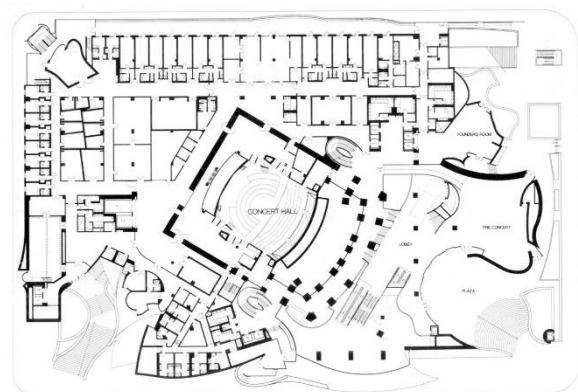 FOUNDERS ROOM
CONCERT HALL
PRE-CONCERT
LOBBY
PLAZA